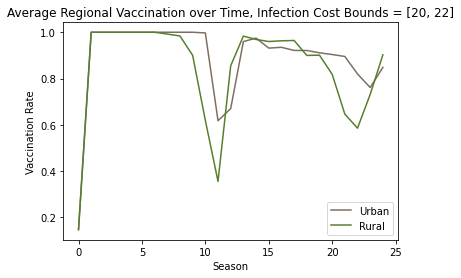 Average Regional Vaccination over Time, Infection Cost Bounds = [20, 22]
1.0
0.8
0.6
0.4
0.2
Vaccination Rate
0
5
10
15
20
25
Season
Urban
Rural